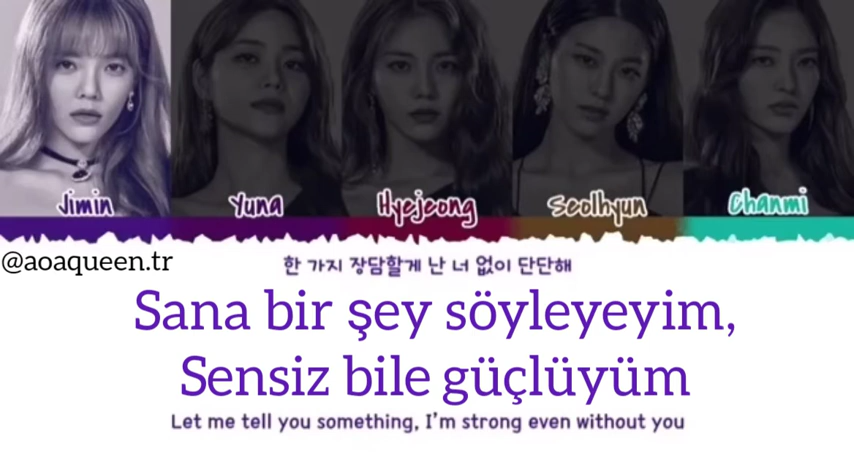 Jimin Yuna Hyejeong Seolhyun Chanmi
@aoaqueen.tr
한 가지 장담할게 난 너 없이 단단해
Sana bir şey söyleyeyim,
Sensiz bile güçlüyüm
Let me tell you something, I'm strong even without you